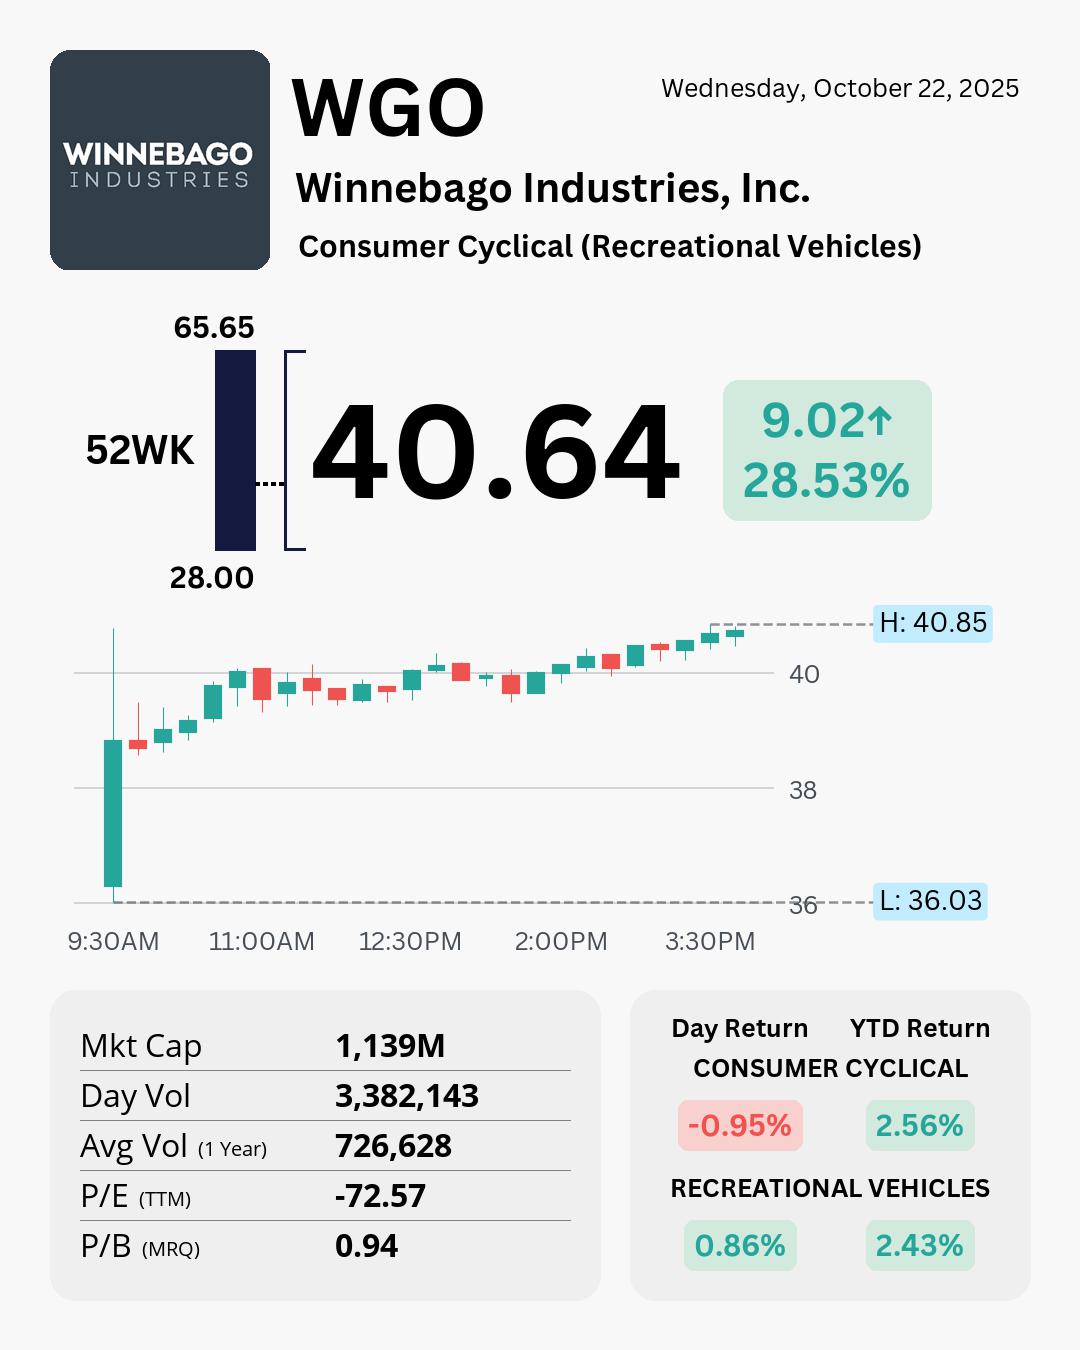 WINNEBAGO
INDUSTRIES
WGO
Wednesday, October 22, 2025
Winnebago Industries, Inc.
Consumer Cyclical (Recreational Vehicles)
65.65
52WK
28.00
40.64
9.02↑
28.53%
H: 40.85
40
38
36
L: 36.03
9:30AM 11:00AM 12:30PM 2:00PM 3:30PM
Mkt Cap 1,139M
Day Vol 3,382,143
Avg Vol (1 Year) 726,628
P/E (TTM) -72.57
P/B (MRQ) 0.94
Day Return YTD Return
CONSUMER CYCLICAL
-0.95% 2.56%
RECREATIONAL VEHICLES
0.86% 2.43%